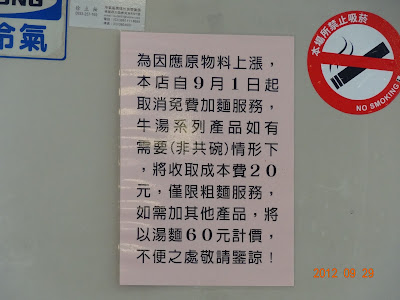 冷氣
為因應原物料上漲，
本店自９月１日起
取消免費加麵服務，
牛湯系列產品如有
需要(非共碗)情形下
，將收取成本費２０
元，僅限粗麵服務，
如需加其他產品，將
以湯麵６０元計價，
不便之處敬請鑒諒！
本場所禁止吸菸
NO SMOKING
2012 09 29